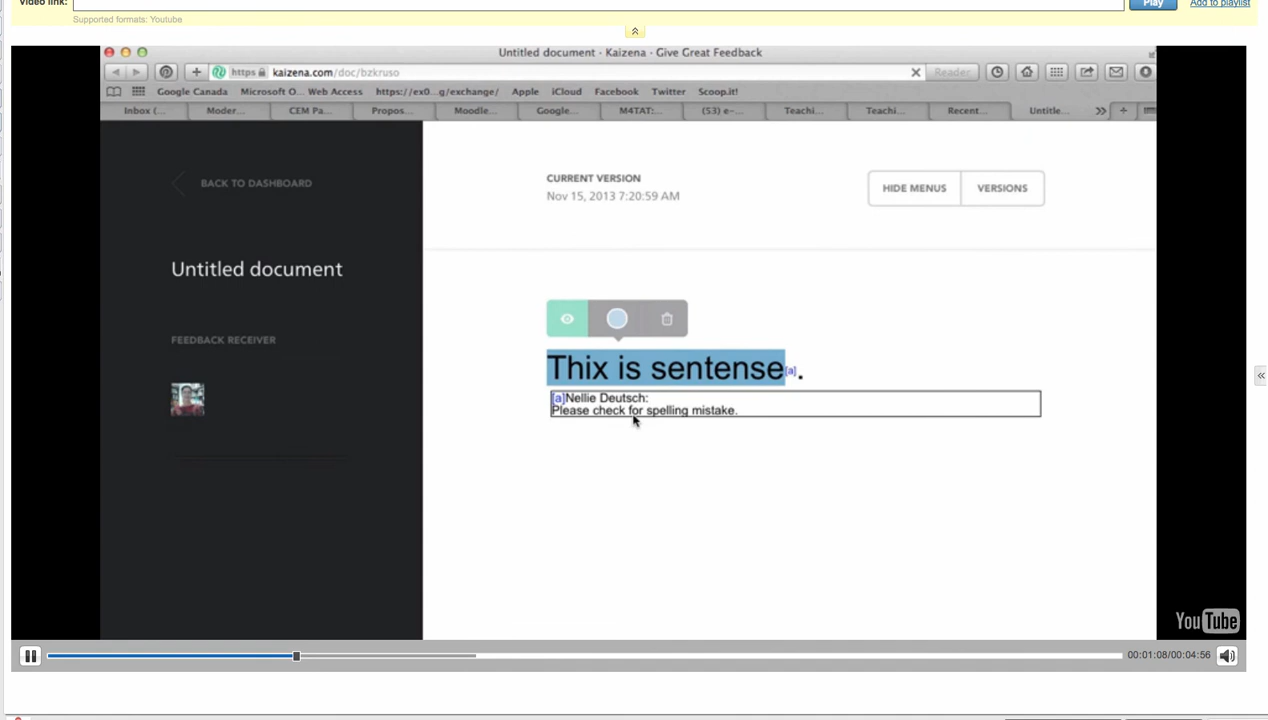 Video link:
Play
Add to playlist
Supported formats: Youtube
Untitled document - Kaizena - Give Great Feedback
https kaizena.com/doc/bzkruso
Reader
Google Canada Microsoft O... Web Access https://ex0...g/exchange/ Apple iCloud Facebook Twitter Scoop.it!
Inbox (... Moder... CEM Pa... Propos... Moodle... Google... M4TAT:... (53) e-... Teachi... Teachi... Recent... Untitle...
BACK TO DASHBOARD
CURRENT VERSION
Nov 15, 2013 7:20:59 AM
HIDE MENUS VERSIONS
Untitled document
FEEDBACK RECEIVER
Thix is sentense[a].
[a]Nellie Deutsch:
Please check for spelling mistake.
YouTube
00:01:08/00:04:56